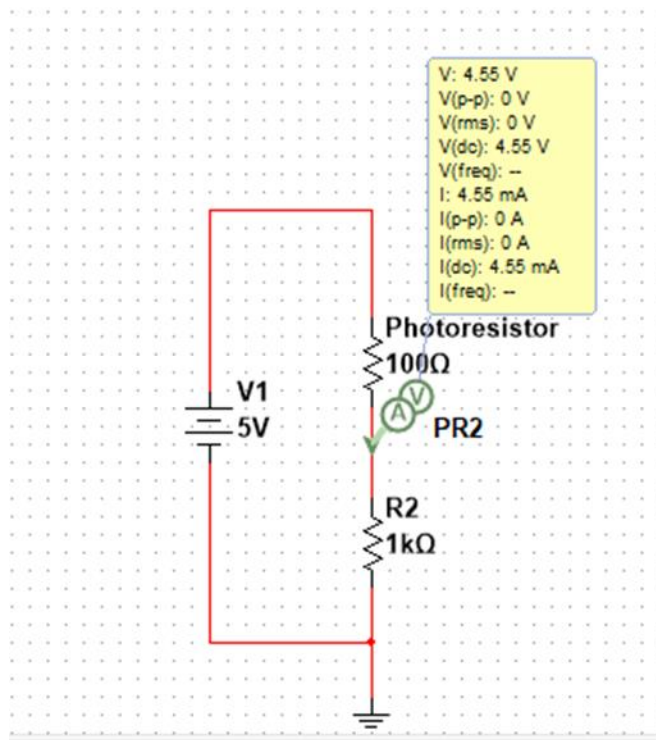 V: 4.55 V
V(p-p): 0 V
V(rms): 0 V
V(dc): 4.55 V
V(freq): --
I: 4.55 mA
I(p-p): 0 A
I(rms): 0 A
I(dc): 4.55 mA
I(freq): --
Photoresistor
100Ω
V
A
PR2
V1
5V
R2
1kΩ